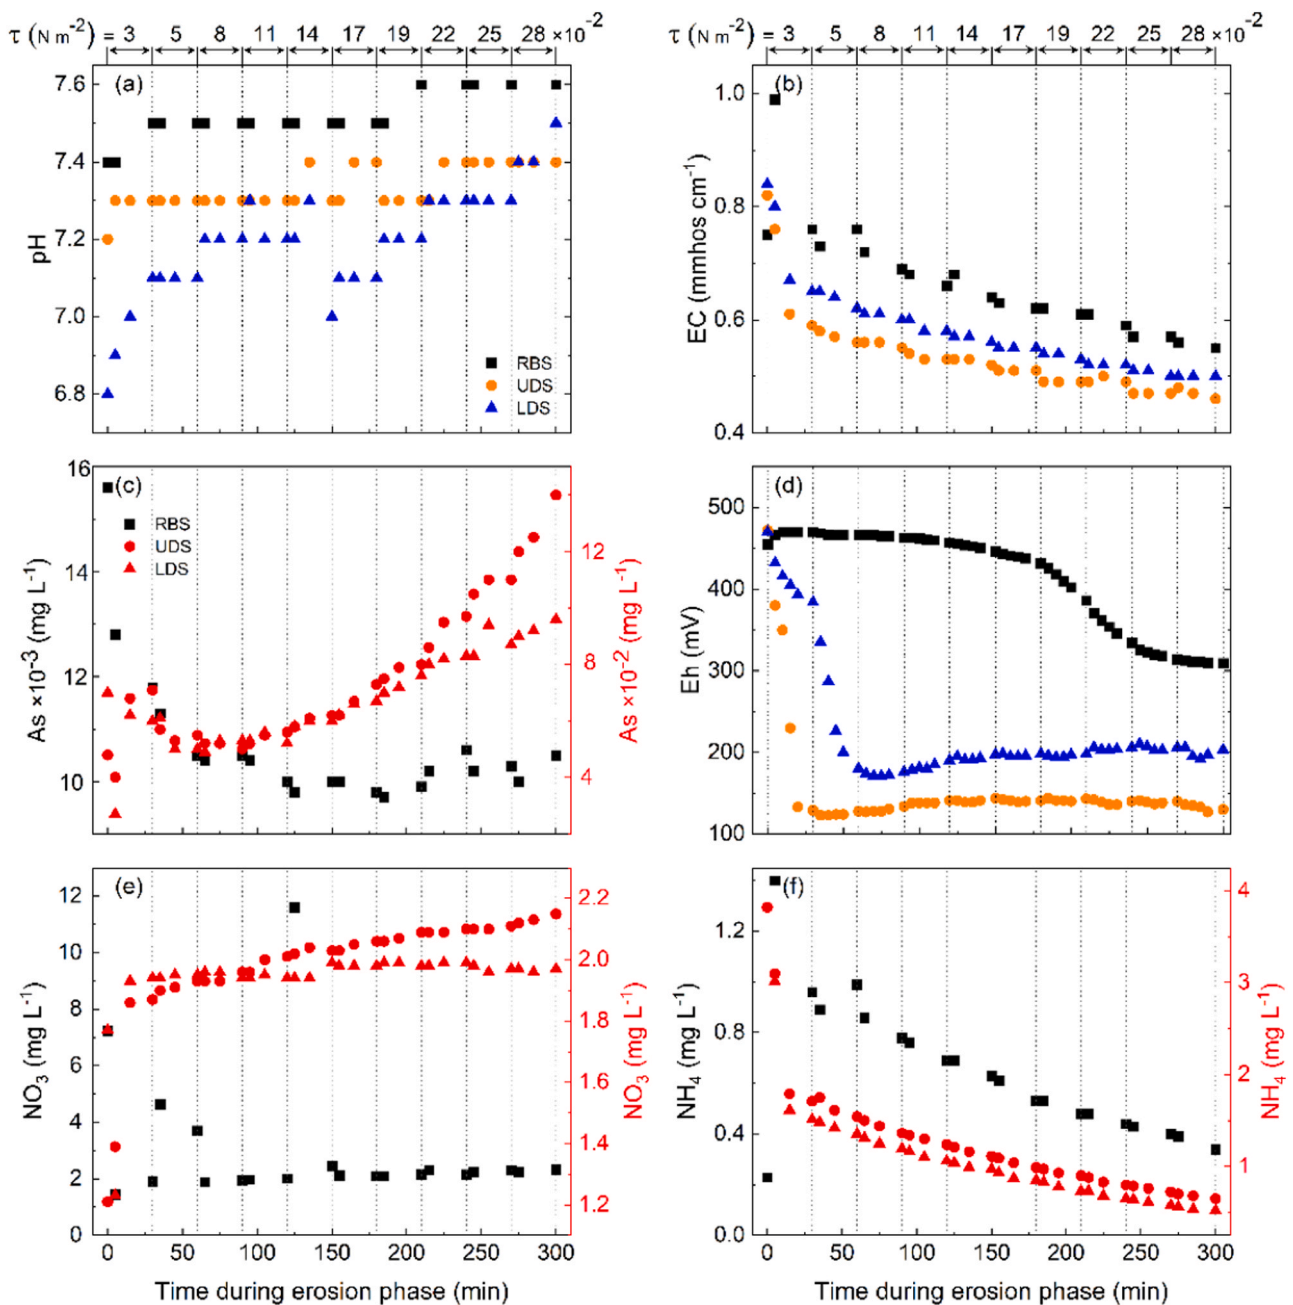 τ (N m⁻²) = 3 5 8 11 14 17 19 22 25 28 ×10⁻²
τ (N m⁻²) = 3 5 8 11 14 17 19 22 25 28 ×10⁻²
(a)
7.6
7.4
7.2
7.0
6.8
pH
RBS
UDS
LDS
(b)
1.0
0.8
0.6
0.4
EC (mmhos cm⁻¹)
(c)
16
14
12
10
As ×10⁻³ (mg L⁻¹)
RBS
UDS
LDS
12
8
4
As ×10⁻² (mg L⁻¹)
(d)
500
400
300
200
100
Eh (mV)
(e)
12
10
8
6
4
2
0
NO₃ (mg L⁻¹)
2.2
2.0
1.8
1.6
1.4
1.2
NO₃ (mg L⁻¹)
0 50 100 150 200 250 300
Time during erosion phase (min)
(f)
1.2
0.8
0.4
0.0
NH₄ (mg L⁻¹)
4
3
2
1
NH₄ (mg L⁻¹)
0 50 100 150 200 250 300
Time during erosion phase (min)